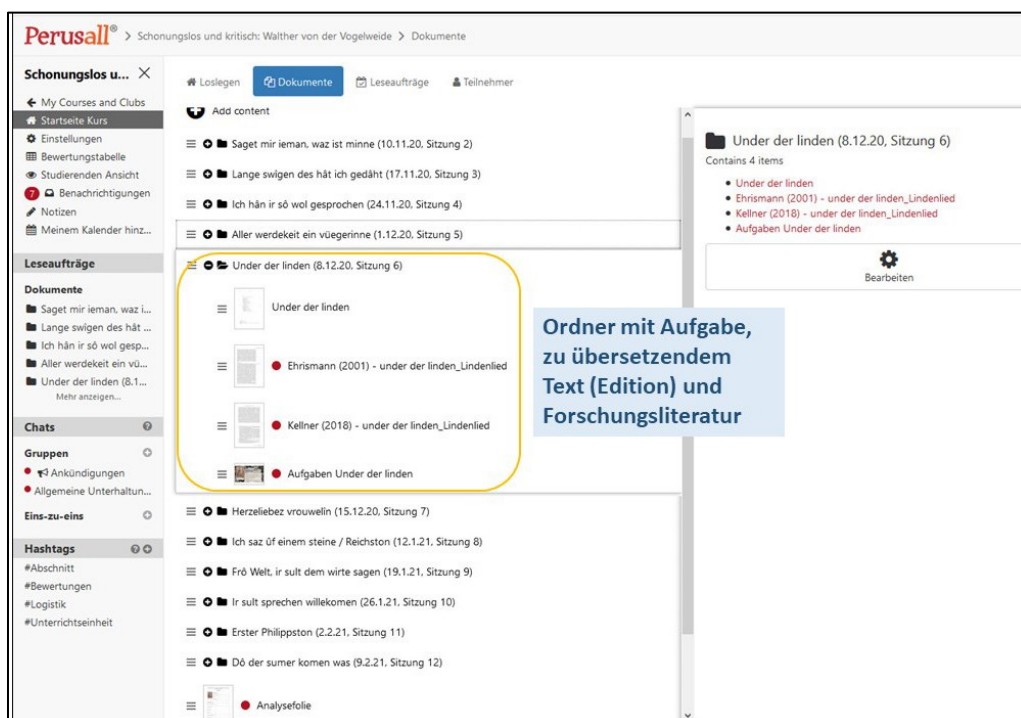 Perusall® > Schonungslos und kritisch: Walther von der Vogelweide > Dokumente
Schonungslos u... ×
My Courses and Clubs
Startseite Kurs
Einstellungen
Bewertungstabelle
Studierenden Ansicht
7 Benachrichtigungen
Notizen
Meinem Kalender hinz...
Leseaufträge
Dokumente
Saget mir ieman, waz i...
Lange swîgen des hât ...
Ich hân ir sô wol gesp...
Aller werdekeit ein vü...
Under der linden (8.1...
Mehr anzeigen...
Chats
Gruppen
Ankündigungen
Allgemeine Unterhaltun...
Eins-zu-eins
Hashtags
#Abschnitt
#Bewertungen
#Logistik
#Unterrichtseinheit
Loslegen Dokumente Leseaufträge Teilnehmer
Add content
Saget mir ieman, waz ist minne (10.11.20, Sitzung 2)
Lange swîgen des hât ich gedâht (17.11.20, Sitzung 3)
Ich hân ir sô wol gesprochen (24.11.20, Sitzung 4)
Aller werdekeit ein vüegerinne (1.12.20, Sitzung 5)
Under der linden (8.12.20, Sitzung 6)
Under der linden
Ehrismann (2001) - under der linden_Lindenlied
Kellner (2018) - under der linden_Lindenlied
Aufgaben Under der linden
Herzeliebez vrouwelîn (15.12.20, Sitzung 7)
Ich saz ûf einem steine / Reichston (12.1.21, Sitzung 8)
Frô Welt, ir sult dem wirte sagen (19.1.21, Sitzung 9)
Ir sult sprechen willekomen (26.1.21, Sitzung 10)
Erster Philippston (2.2.21, Sitzung 11)
Dô der sumer komen was (9.2.21, Sitzung 12)
Analysefolie
Ordner mit Aufgabe,
zu übersetzendem
Text (Edition) und
Forschungsliteratur
Under der linden (8.12.20, Sitzung 6)
Contains 4 items
Under der linden
Ehrismann (2001) - under der linden_Lindenlied
Kellner (2018) - under der linden_Lindenlied
Aufgaben Under der linden
Bearbeiten